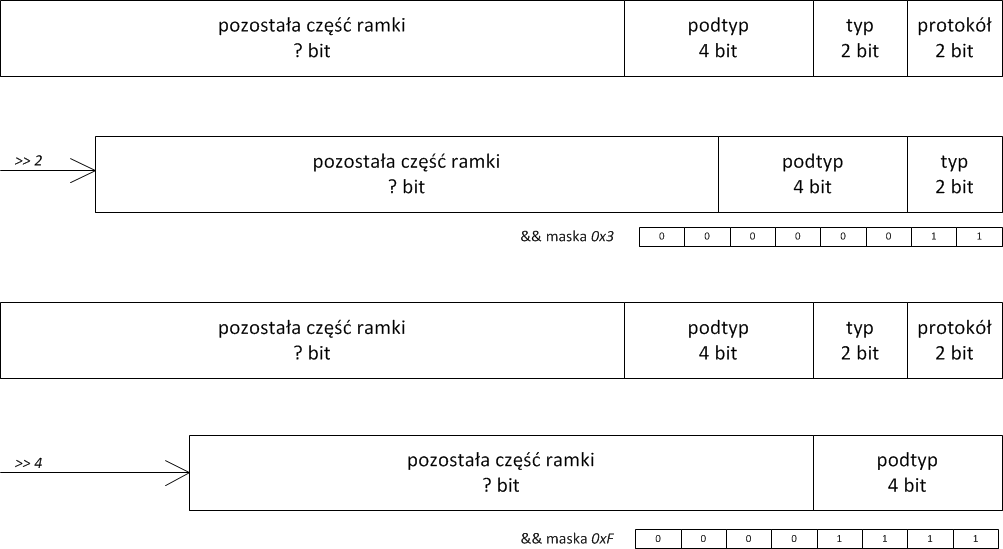 pozostała część ramki
? bit
podtyp
4 bit
typ
2 bit
protokół
2 bit
>> 2
pozostała część ramki
? bit
podtyp
4 bit
typ
2 bit
&& maska 0x3
0 0 0 0 0 0 1 1
pozostała część ramki
? bit
podtyp
4 bit
typ
2 bit
protokół
2 bit
>> 4
pozostała część ramki
? bit
podtyp
4 bit
&& maska 0xF
0 0 0 0 1 1 1 1